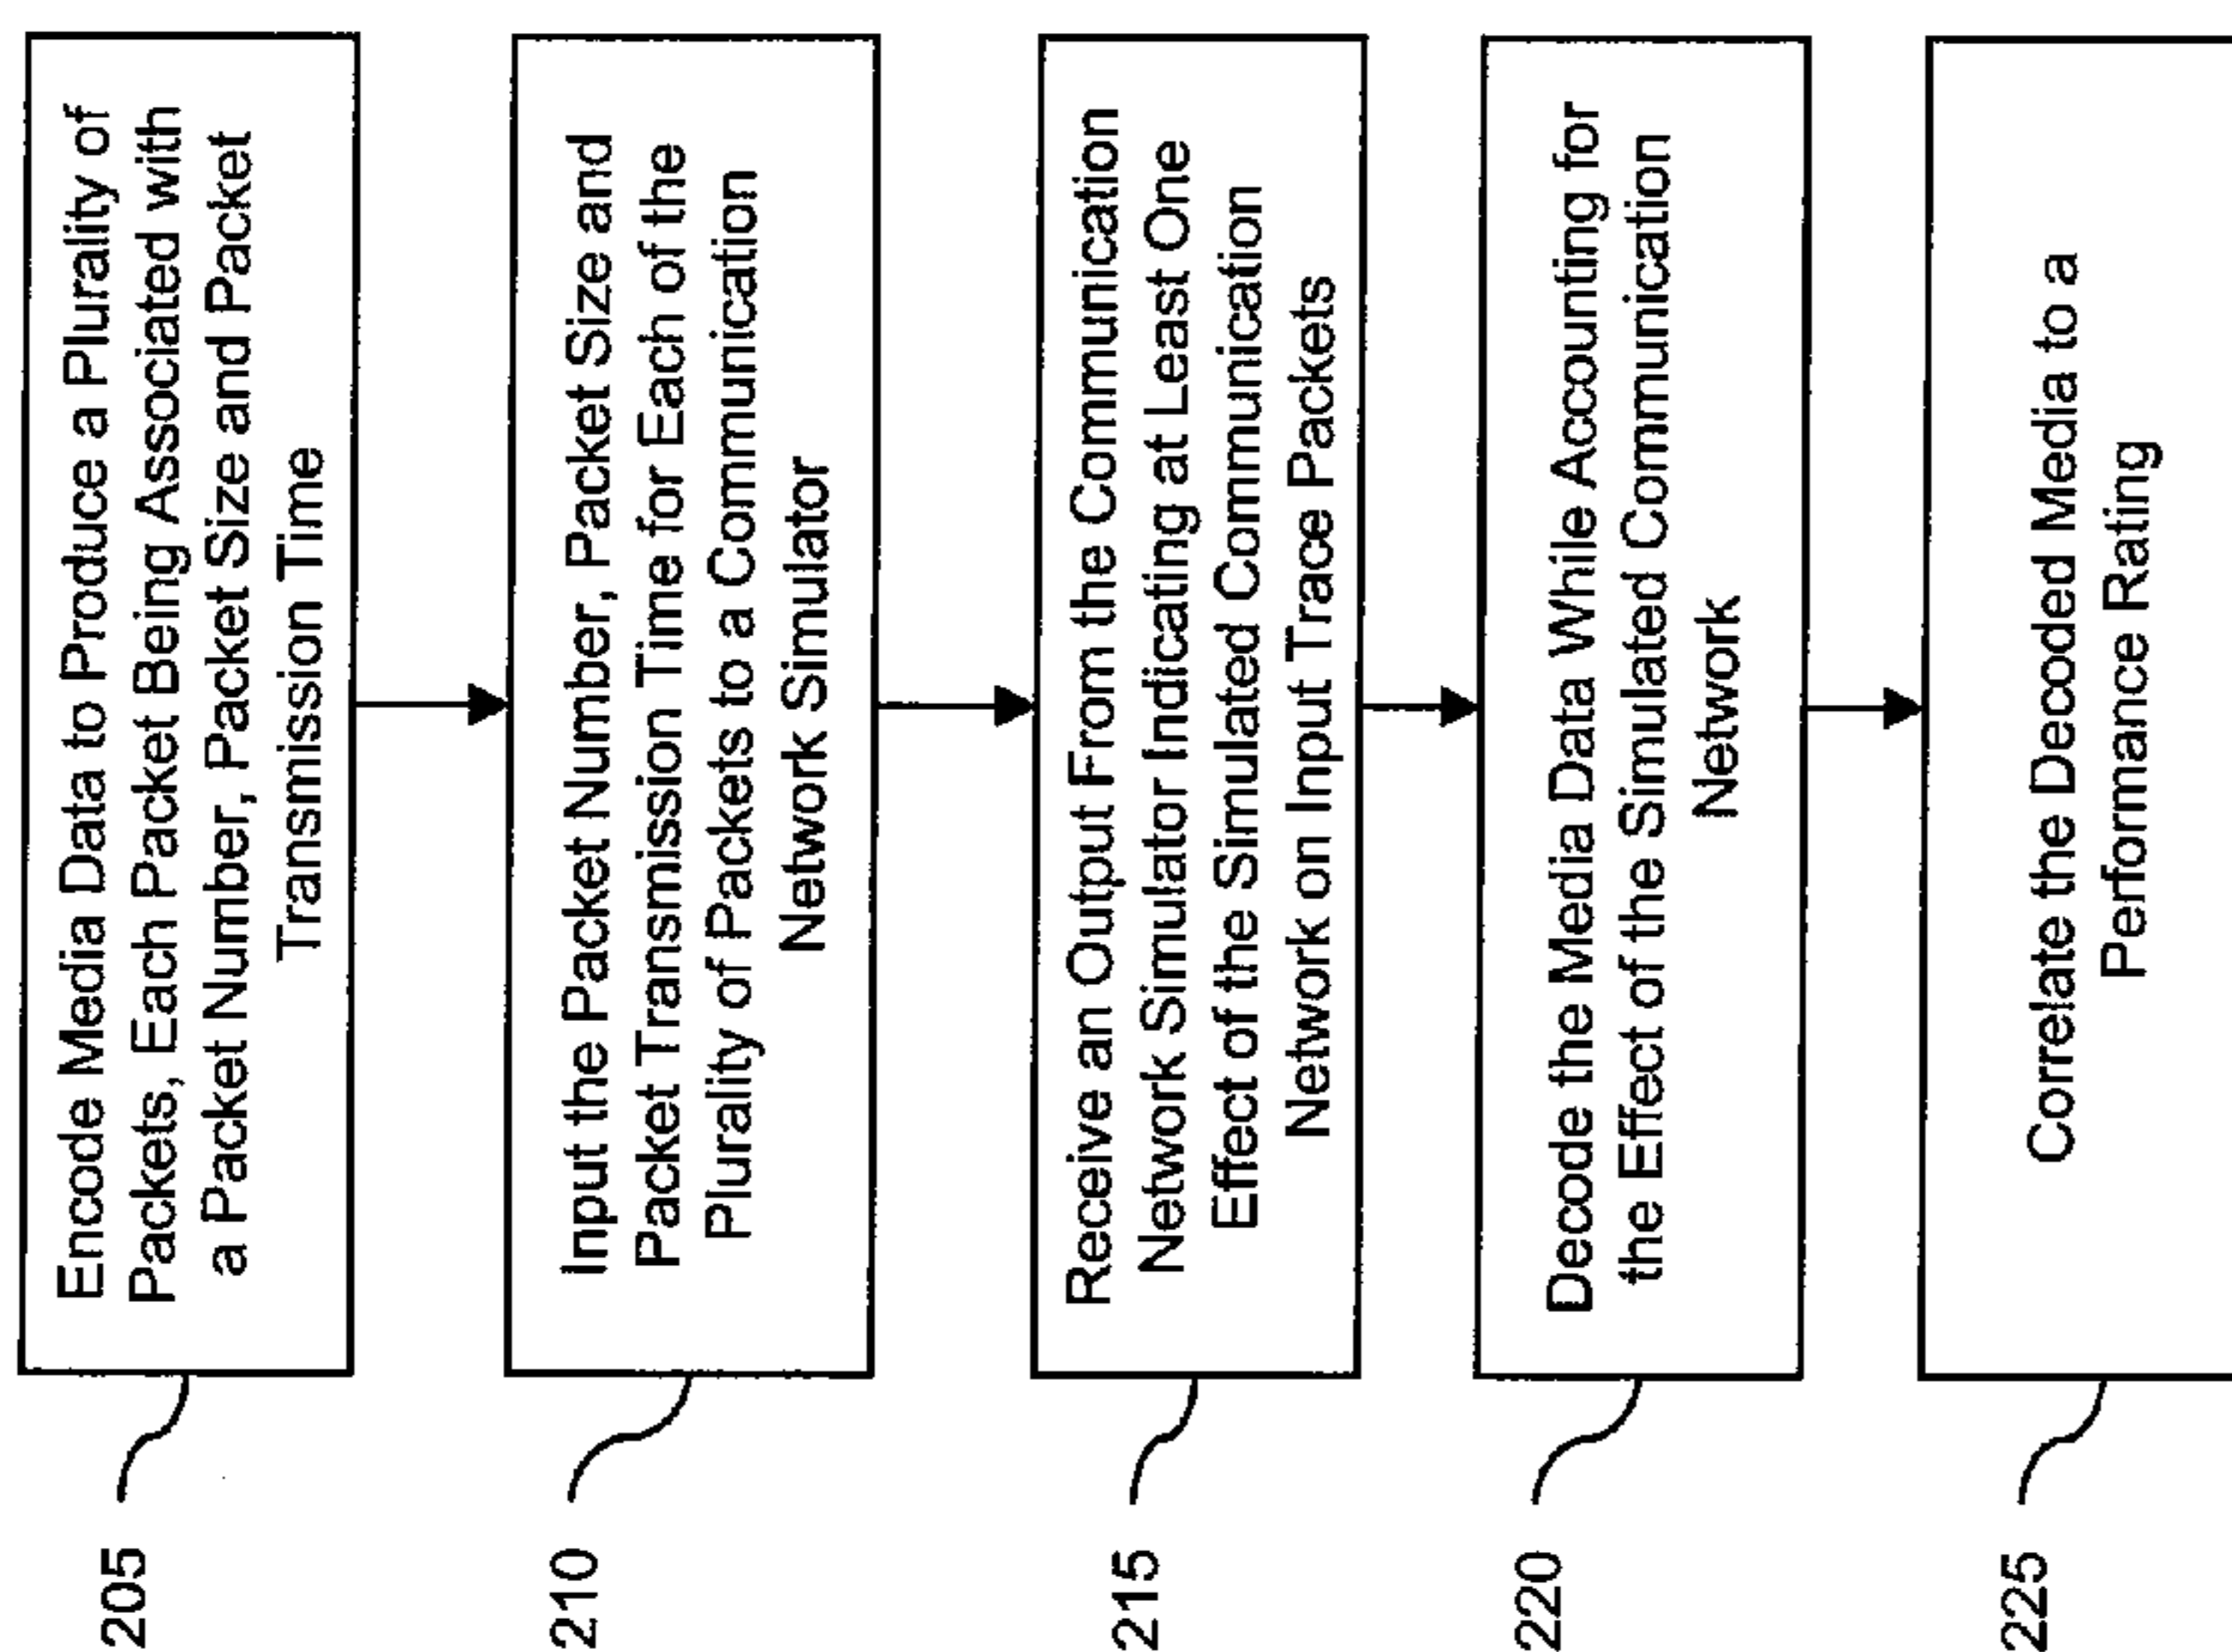 205
Encode Media Data to Produce a Plurality of
Packets, Each Packet Being Associated with
a Packet Number, Packet Size and Packet
Transmission Time
210
Input the Packet Number, Packet Size and
Packet Transmission Time for Each of the
Plurality of Packets to a Communication
Network Simulator
215
Receive an Output From the Communication
Network Simulator Indicating at Least One
Effect of the Simulated Communication
Network on Input Trace Packets
220
Decode the Media Data While Accounting for
the Effect of the Simulated Communication
Network
225
Correlate the Decoded Media to a
Performance Rating